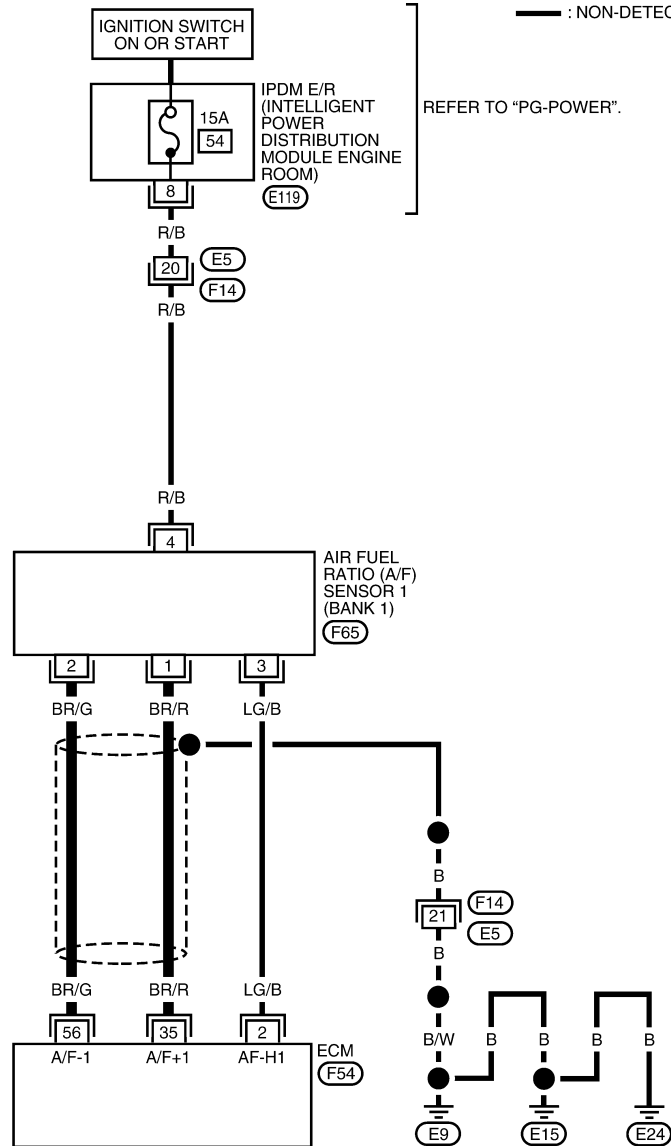 IGNITION SWITCH
ON OR START
: NON-DETEC
IPDM E/R
(INTELLIGENT
POWER
DISTRIBUTION
MODULE ENGINE
ROOM)
15A
54
REFER TO “PG-POWER”.
8
E119
R/B
20
E5
F14
R/B
R/B
4
AIR FUEL
RATIO (A/F)
SENSOR 1
(BANK 1)
F65
2 1 3
BR/G BR/R LG/B
B
21
F14
E5
B
BR/G BR/R LG/B
B/W B B B B
56 35 2
A/F-1 A/F+1 AF-H1
ECM
F54
E9 E15 E24